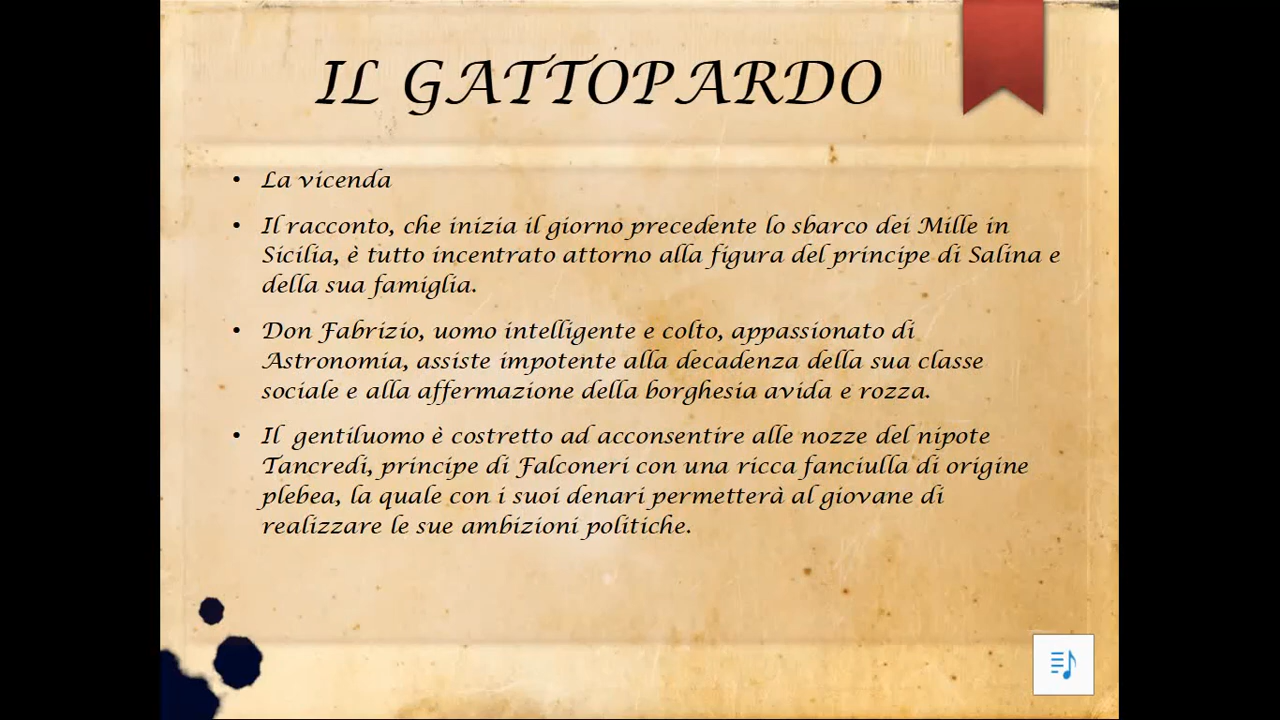 IL GATTOPARDO
• La vicenda
• Il racconto, che inizia il giorno precedente lo sbarco dei Mille in
Sicilia, è tutto incentrato attorno alla figura del principe di Salina e
della sua famiglia.
• Don Fabrizio, uomo intelligente e colto, appassionato di
Astronomia, assiste impotente alla decadenza della sua classe
sociale e alla affermazione della borghesia avida e rozza.
• Il gentiluomo è costretto ad acconsentire alle nozze del nipote
Tancredi, principe di Falconeri con una ricca fanciulla di origine
plebea, la quale con i suoi denari permetterà al giovane di
realizzare le sue ambizioni politiche.